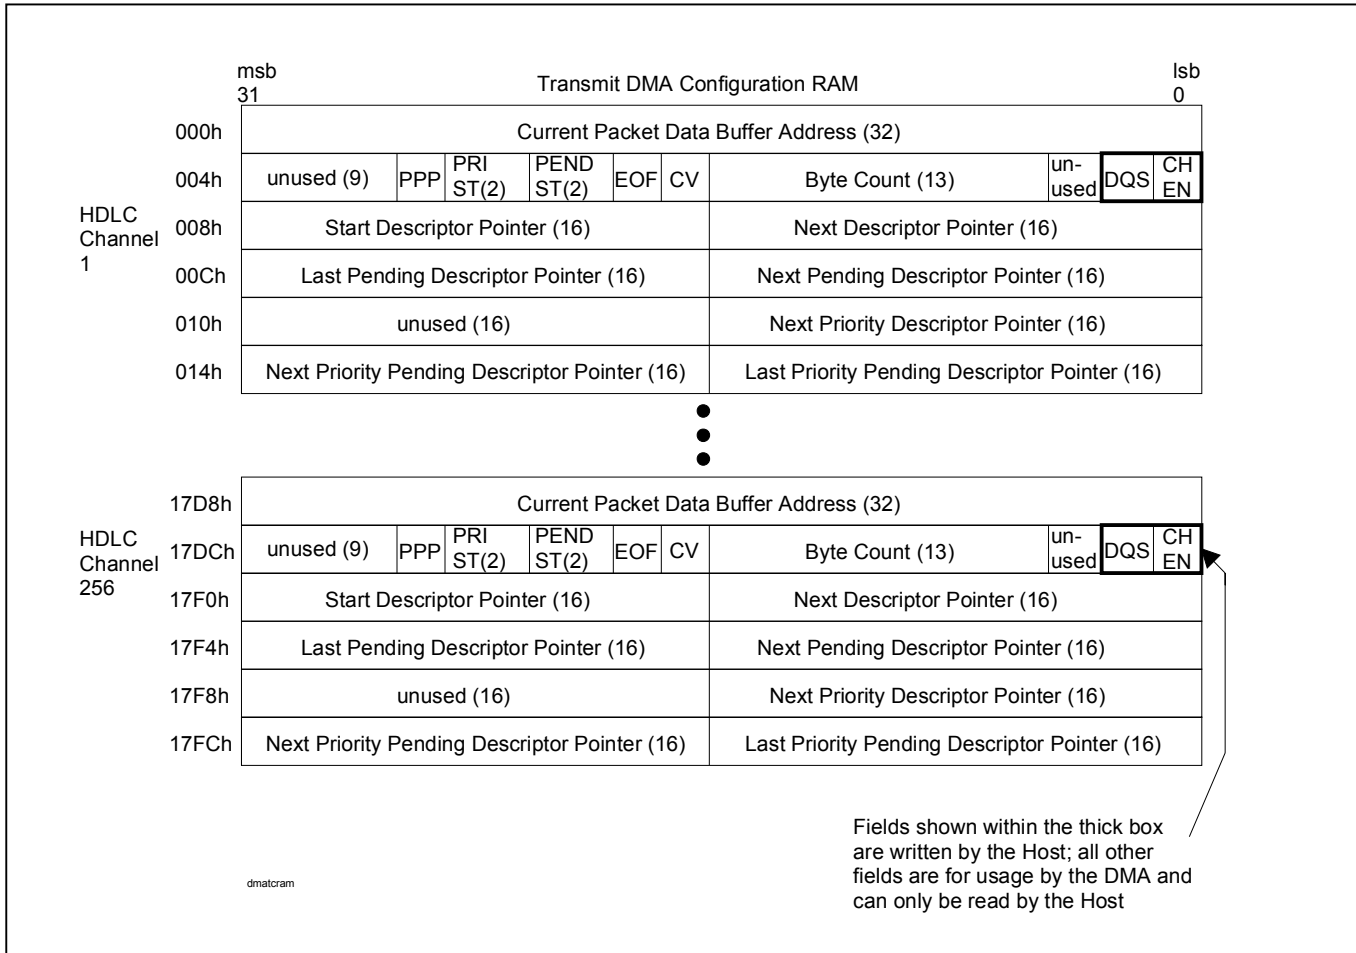 msb
31
Transmit DMA Configuration RAM
lsb
0
000h
Current Packet Data Buffer Address (32)
004h
unused (9)
PPP
PRI
ST(2)
PEND
ST(2)
EOF
CV
Byte Count (13)
un-
used
DQS
CH
EN
HDLC
Channel
1
008h
Start Descriptor Pointer (16)
Next Descriptor Pointer (16)
00Ch
Last Pending Descriptor Pointer (16)
Next Pending Descriptor Pointer (16)
010h
unused (16)
Next Priority Descriptor Pointer (16)
014h
Next Priority Pending Descriptor Pointer (16)
Last Priority Pending Descriptor Pointer (16)
17D8h
Current Packet Data Buffer Address (32)
HDLC
Channel
256
17DCh
unused (9)
PPP
PRI
ST(2)
PEND
ST(2)
EOF
CV
Byte Count (13)
un-
used
DQS
CH
EN
17F0h
Start Descriptor Pointer (16)
Next Descriptor Pointer (16)
17F4h
Last Pending Descriptor Pointer (16)
Next Pending Descriptor Pointer (16)
17F8h
unused (16)
Next Priority Descriptor Pointer (16)
17FCh
Next Priority Pending Descriptor Pointer (16)
Last Priority Pending Descriptor Pointer (16)
Fields shown within the thick box
are written by the Host; all other
fields are for usage by the DMA and
can only be read by the Host
dmatcram